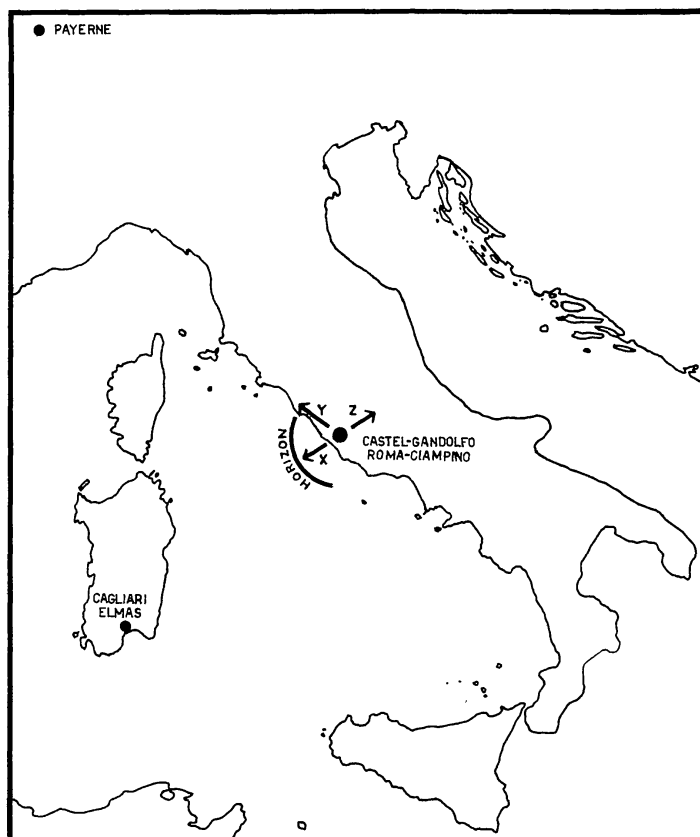 PAYERNE
Y
Z
CASTEL-GANDOLFO
ROMA-CIAMPINO
X
HORIZON
CAGLIARI
ELMAS